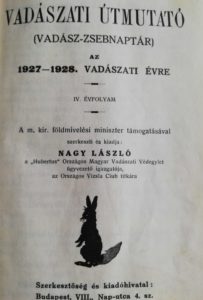 VADÁSZATI ÚTMUTATÓ
(VADÁSZ-ZSEBNAPTÁR)
AZ
1927—1928. VADÁSZATI ÉVRE
IV. ÉVFOLYAM
A m. kir. földmívelési miniszter támogatásával
szerkeszti és kiadja:
NAGY LÁSZLÓ
a „Hubertus" Országos Magyar Vadászati Védegylet
ügyvezető igazgatója,
az Országos Vizsla Club titkára
Szerkesztőség és kiadóhivatal:
Budapest, VIII., Nap-utca 4. sz.